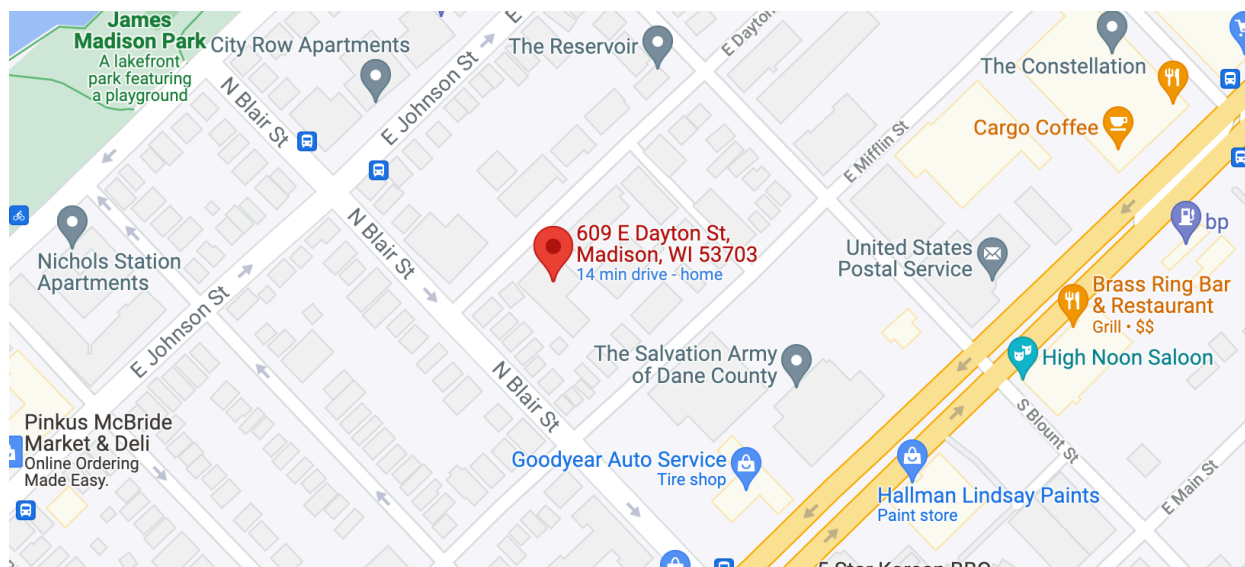 James
Madison Park
A lakefront
park featuring
a playground
City Row Apartments
The Reservoir
E Dayton
The Constellation
N Blair St
E Johnson St
E
Cargo Coffee
E Mifflin St
N Blair St
609 E Dayton St,
Madison, WI 53703
14 min drive - home
bp
United States
Postal Service
Nichols Station
Apartments
Brass Ring Bar
& Restaurant
Grill • $$
E Johnson St
The Salvation Army
of Dane County
High Noon Saloon
N Blair St
S Blount St
Pinkus McBride
Market & Deli
Online Ordering
Made Easy.
Goodyear Auto Service
Tire shop
Hallman Lindsay Paints
Paint store
E Main St
5 Star Korean BBQ